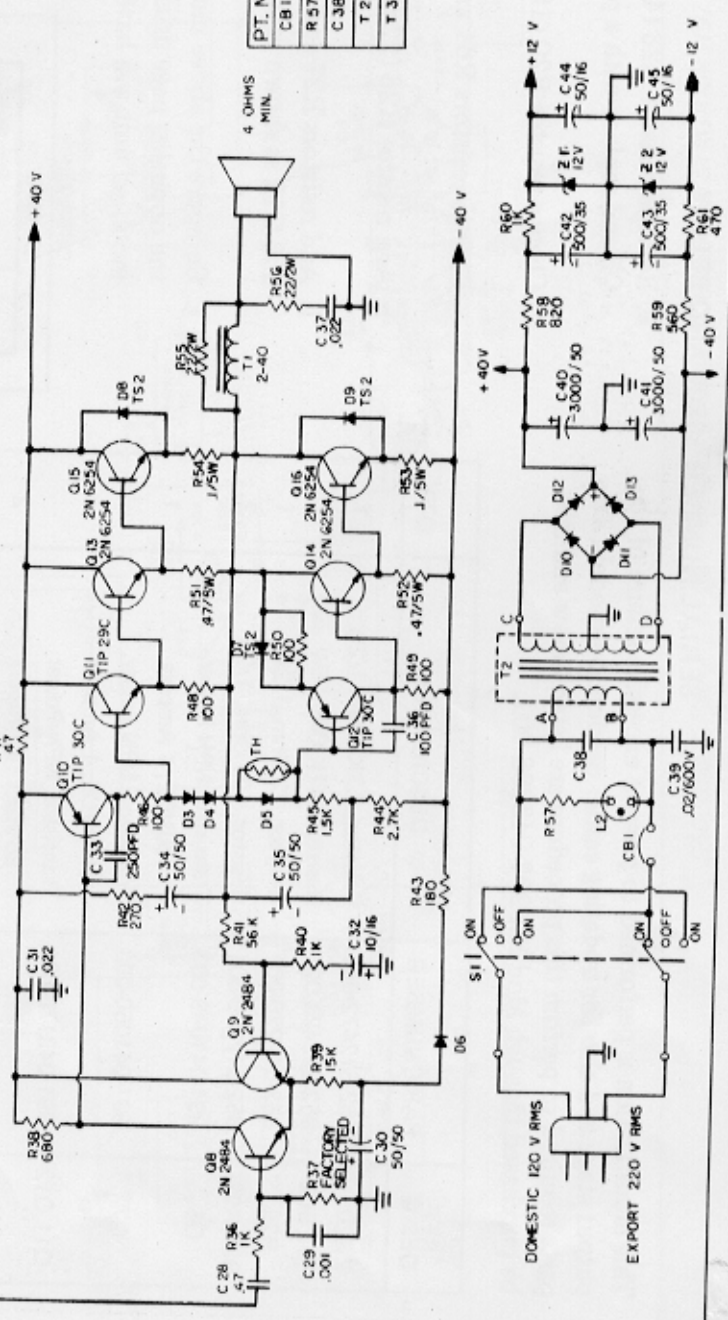 PT. N
CB1
R57
C38
T2
T3
+40 V
47
Q10
TIP 30C
Q11
TIP 29C
Q13
2N 6254
2N 6254
Q15
2N 6254
D8
TS2
C31
.022
R38
680
C33
250PFD
R46
100
R48
100
R51
.47/5W
R54
.1/5W
R55
22/2W
T1
2-40
4 OHMS
MIN.
R56
22/2W
C37
.022
R42
270
C34
50/50
D3
D4
TH
D5
D7
TS2
R50
100
Q14
2N 6254
Q16
2N 6254
D9
TS2
Q12
TIP 30C
C36
100PFD
R49
100
R52
.47/5W
R53
.1/5W
-40 V
Q8
2N 2484
Q9
2N 2484
R41
56K
R40
1K
C32
10/16
C35
50/50
R45
1.5K
R44
2.7K
R43
180
C28
.47
R36
1K
C29
.001
R37
FACTORY
SELECTED
C30
50/50
R39
15K
D6
DOMESTIC 120 V RMS
EXPORT 220 V RMS
S1
ON
OFF
ON
ON
OFF
ON
CB1
R57
L2
C38
C39
.02/600V
A
B
T2
C
D
D10
D12
D11
D13
+40V
C40
3000/50
C41
3000/50
-40 V
R58
820
R59
560
C42
500/35
C43
500/35
R60
1K
R61
470
Z1
12V
Z2
12 V
C44
50/16
C45
50/16
+12 V
-12 V